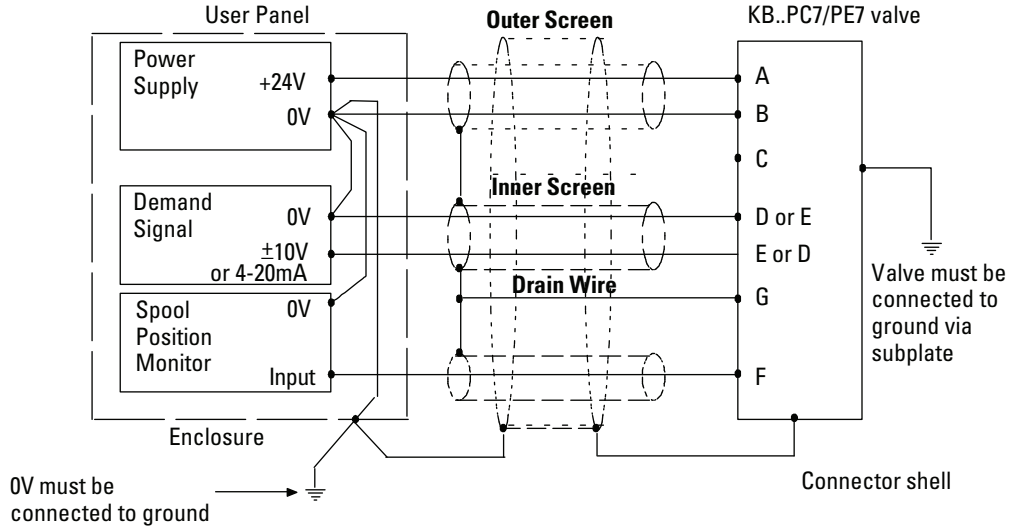 User Panel
Outer Screen
KB..PC7/PE7 valve
Power
Supply
+24V
0V
A
B
C
Inner Screen
Demand
Signal
0V
±10V
or 4-20mA
D or E
E or D
Drain Wire
G
Spool
Position
Monitor
0V
Input
F
Valve must be
connected to
ground via
subplate
Enclosure
Connector shell
0V must be
connected to ground